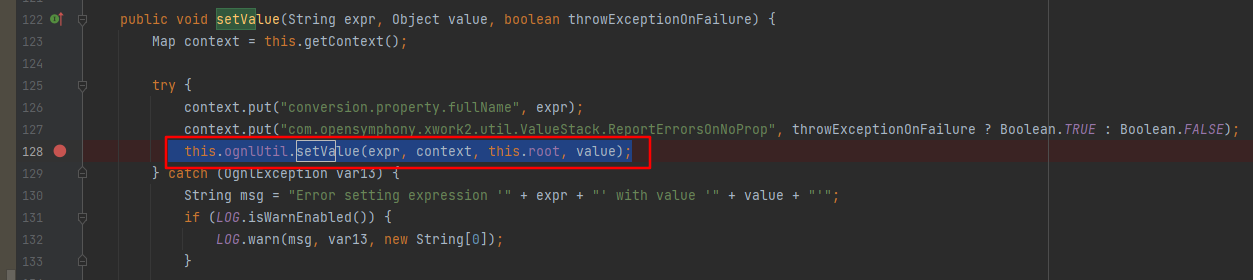 122 public void setValue(String expr, Object value, boolean throwExceptionOnFailure) {
123 Map context = this.getContext();
124
125 try {
126 context.put("conversion.property.fullName", expr);
127 context.put("com.opensymphony.xwork2.util.ValueStack.ReportErrorsOnNoProp", throwExceptionOnFailure ? Boolean.TRUE : Boolean.FALSE);
128 this.ognlUtil.setValue(expr, context, this.root, value);
129 } catch (OgnlException var13) {
130 String msg = "Error setting expression '" + expr + "' with value '" + value + "'";
131 if (LOG.isWarnEnabled()) {
132 LOG.warn(msg, var13, new String[0]);
133 }